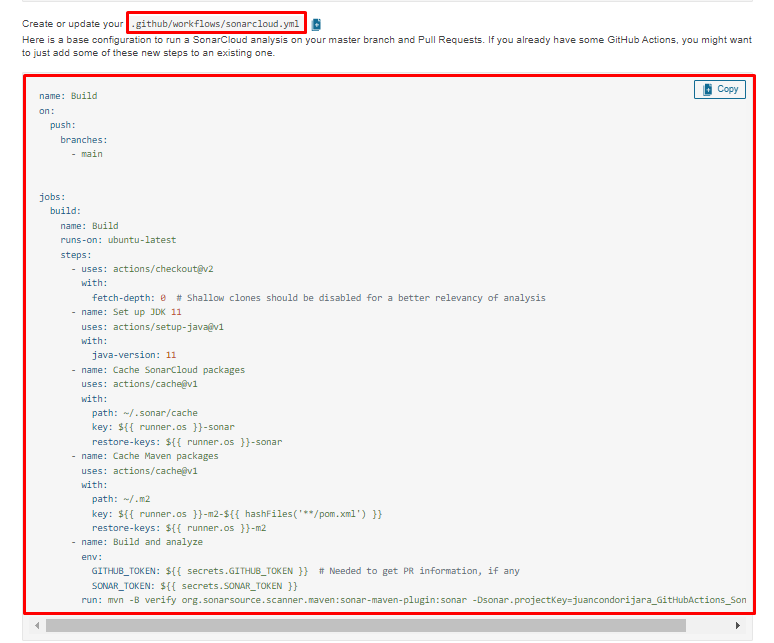 Create or update your .github/workflows/sonarcloud.yml
Here is a base configuration to run a SonarCloud analysis on your master branch and Pull Requests. If you already have some GitHub Actions, you might want
to just add some of these new steps to an existing one.
Copy
name: Build
on:
  push:
    branches:
      - main
jobs:
  build:
    name: Build
    runs-on: ubuntu-latest
    steps:
      - uses: actions/checkout@v2
        with:
          fetch-depth: 0  # Shallow clones should be disabled for a better relevancy of analysis
      - name: Set up JDK 11
        uses: actions/setup-java@v1
        with:
          java-version: 11
      - name: Cache SonarCloud packages
        uses: actions/cache@v1
        with:
          path: ~/.sonar/cache
          key: ${{ runner.os }}-sonar
          restore-keys: ${{ runner.os }}-sonar
      - name: Cache Maven packages
        uses: actions/cache@v1
        with:
          path: ~/.m2
          key: ${{ runner.os }}-m2-${{ hashFiles('**/pom.xml') }}
          restore-keys: ${{ runner.os }}-m2
      - name: Build and analyze
        env:
          GITHUB_TOKEN: ${{ secrets.GITHUB_TOKEN }}  # Needed to get PR information, if any
          SONAR_TOKEN: ${{ secrets.SONAR_TOKEN }}
        run: mvn -B verify org.sonarsource.scanner.maven:sonar-maven-plugin:sonar -Dsonar.projectKey=juancondorijara_GitHubActions_Son